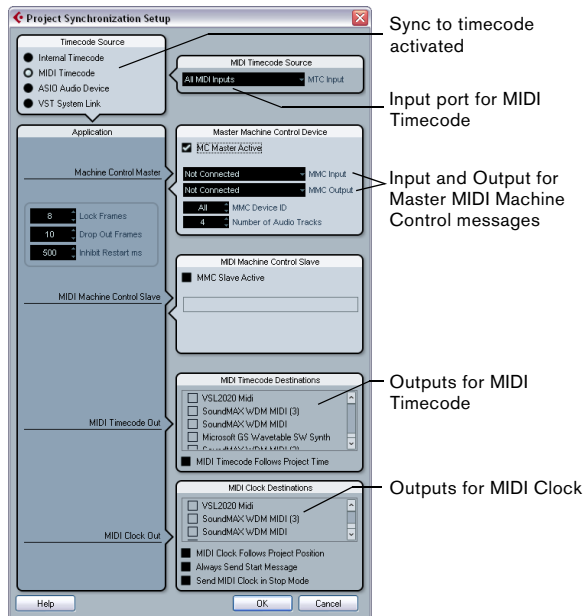 Project Synchronization Setup
Timecode Source
Internal Timecode
MIDI Timecode
ASIO Audio Device
VST System Link
MIDI Timecode Source
All MIDI Inputs
MTC Input
Application
Machine Control Master
8 Lock Frames
10 Drop Out Frames
500 Inhibit Restart ms
MIDI Machine Control Slave
MIDI Timecode Out
MIDI Clock Out
Master Machine Control Device
MC Master Active
Not Connected MMC Input
Not Connected MMC Output
All MMC Device ID
4 Number of Audio Tracks
MIDI Machine Control Slave
MMC Slave Active
MIDI Timecode Destinations
VSL2020 Midi
SoundMAX WDM MIDI (3)
SoundMAX WDM MIDI
Microsoft GS Wavetable SW Synth
MIDI Timecode Follows Project Time
MIDI Clock Destinations
VSL2020 Midi
SoundMAX WDM MIDI (3)
SoundMAX WDM MIDI
MIDI Clock Follows Project Position
Always Send Start Message
Send MIDI Clock in Stop Mode
Help
OK
Cancel
Sync to timecode
activated
Input port for MIDI
Timecode
Input and Output for
Master MIDI Machine
Control messages
Outputs for MIDI
Timecode
Outputs for MIDI Clock